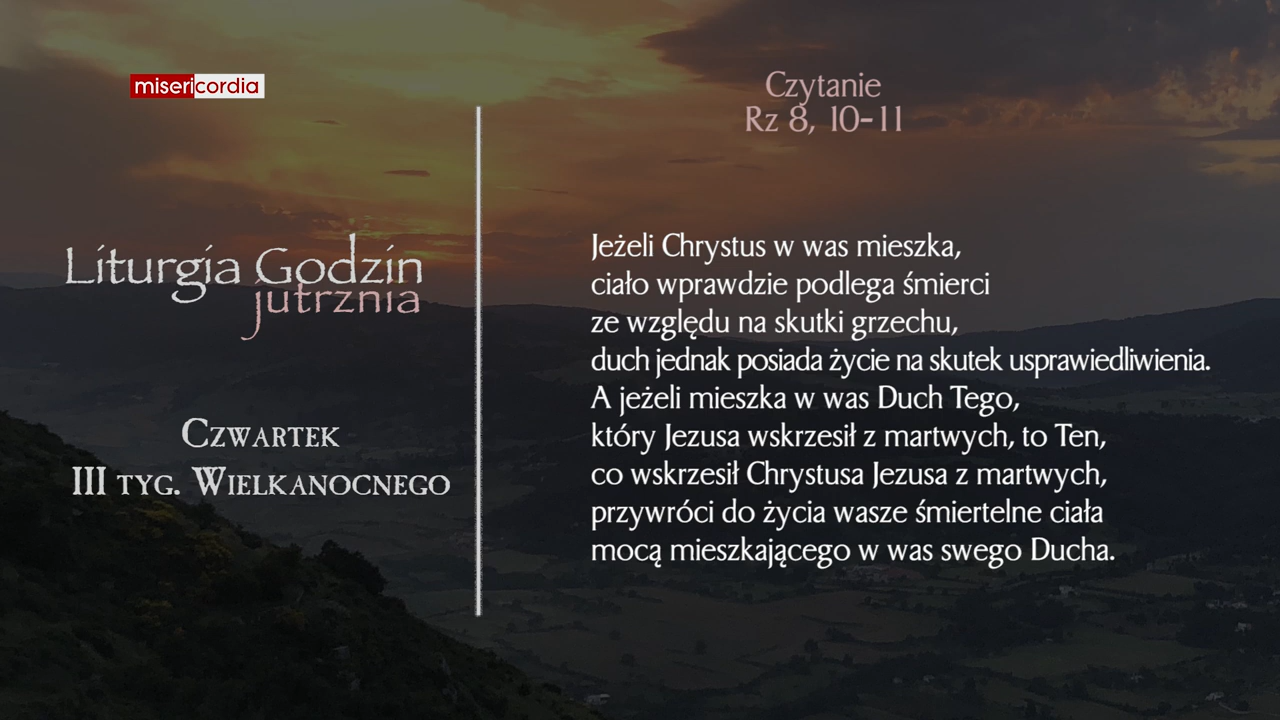 misericordia
Liturgia Godzin
jutrznia
Czwartek
III tyg. Wielkanocnego
Czytanie
Rz 8, 10-11
Jeżeli Chrystus w was mieszka,
ciało wprawdzie podlega śmierci
ze względu na skutki grzechu,
duch jednak posiada życie na skutek usprawiedliwienia.
A jeżeli mieszka w was Duch Tego,
który Jezusa wskrzesił z martwych, to Ten,
co wskrzesił Chrystusa Jezusa z martwych,
przywróci do życia wasze śmiertelne ciała
mocą mieszkającego w was swego Ducha.